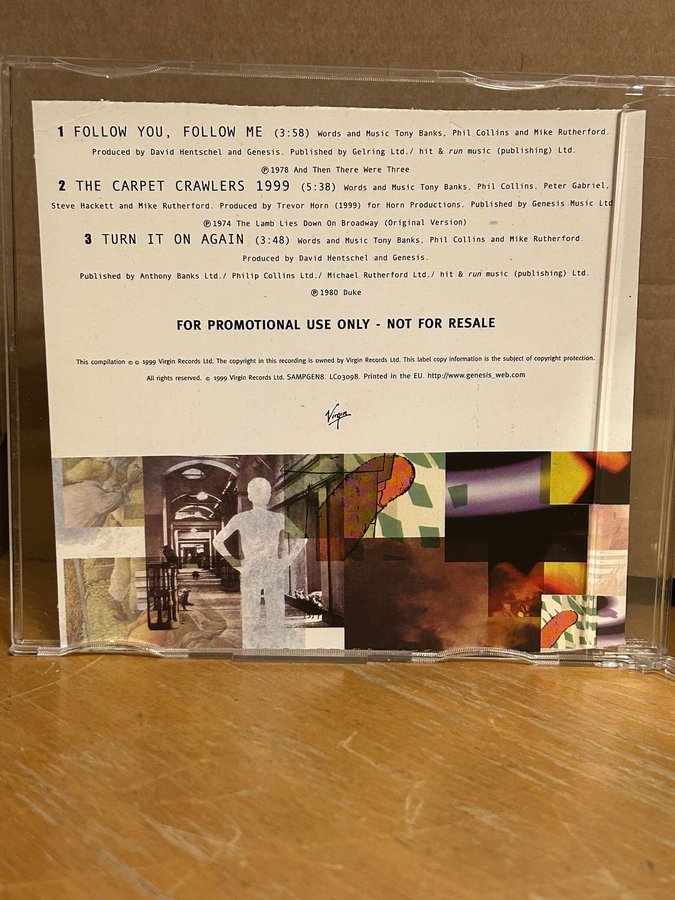 1 FOLLOW YOU, FOLLOW ME (3:58) Words and Music Tony Banks, Phil Collins and Mike Rutherford.
Produced by David Hentschel and Genesis. Published by Gelring Ltd./ hit & run music (publishing) Ltd.
℗ 1978 And Then There Were Three
2 THE CARPET CRAWLERS 1999 (5:38) Words and Music Tony Banks, Phil Collins, Peter Gabriel,
Steve Hackett and Mike Rutherford. Produced by Trevor Horn (1999) for Horn Productions. Published by Genesis Music Ltd
℗ 1974 The Lamb Lies Down On Broadway (Original Version)
3 TURN IT ON AGAIN (3:48) Words and Music Tony Banks, Phil Collins and Mike Rutherford.
Produced by David Hentschel and Genesis.
Published by Anthony Banks Ltd./ Philip Collins Ltd./ Michael Rutherford Ltd./ hit & run music (publishing) Ltd.
℗ 1980 Duke
FOR PROMOTIONAL USE ONLY - NOT FOR RESALE
This compilation ℗ © 1999 Virgin Records Ltd. The copyright in this recording is owned by Virgin Records Ltd. This label copy information is the subject of copyright protection.
All rights reserved. © 1999 Virgin Records Ltd. SAMPGEN8. LC03098. Printed in the EU. http://www.genesis_web.com
Virgin